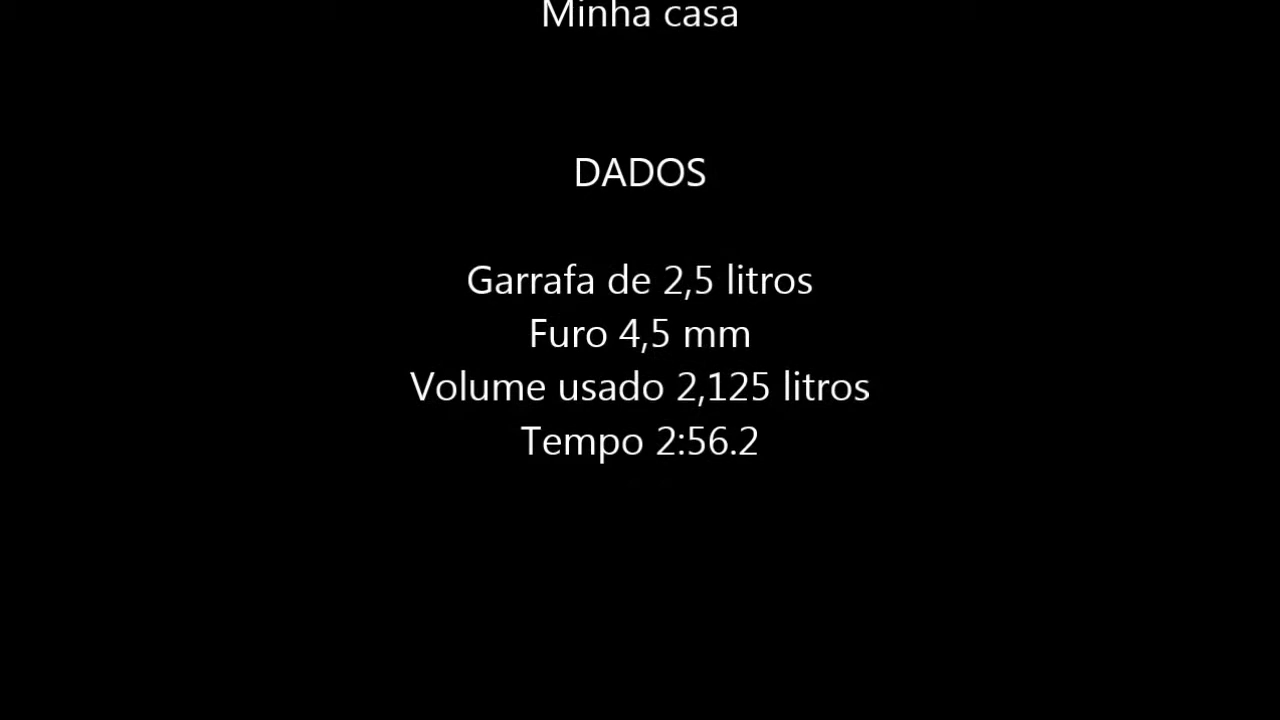 Minha casa
DADOS
Garrafa de 2,5 litros
Furo 4,5 mm
Volume usado 2,125 litros
Tempo 2:56.2